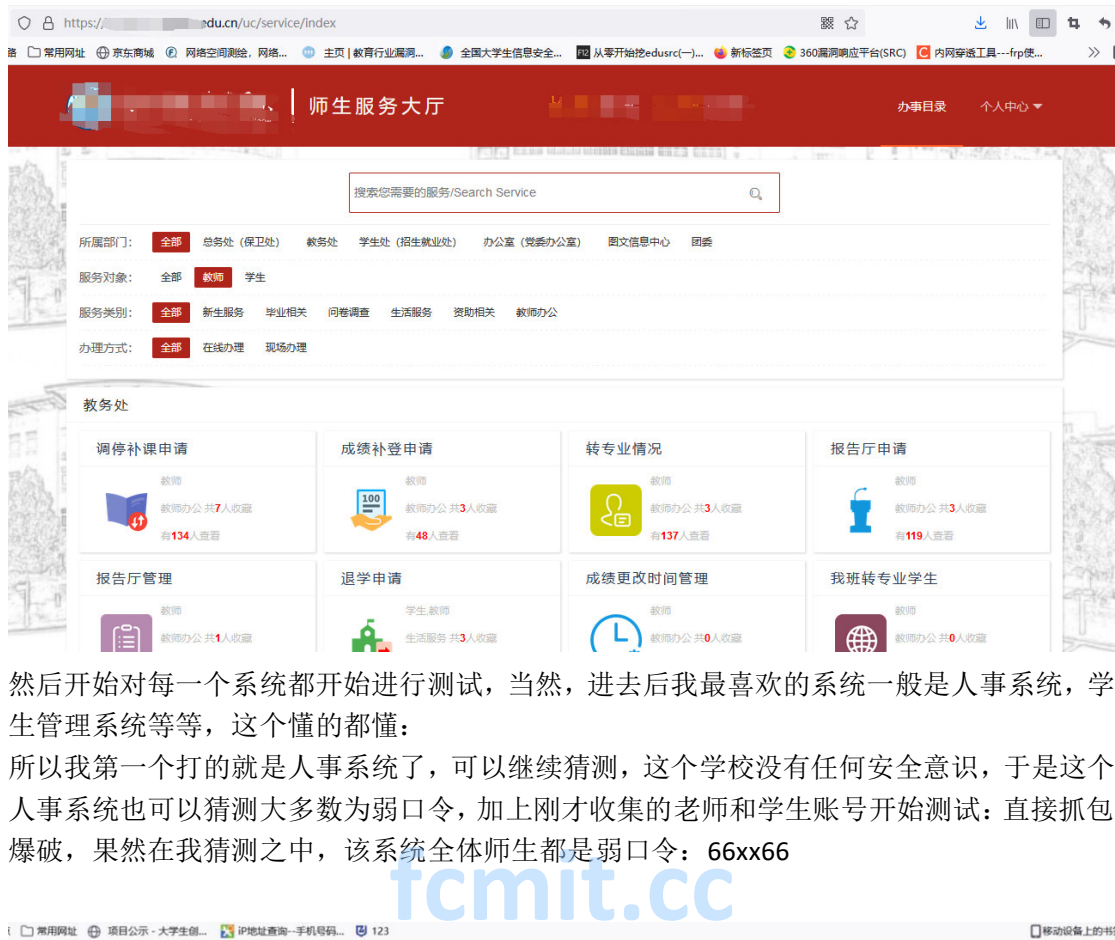 https:// edu.cn/uc/service/index
常用网址 京东商城 网络空间测绘，网络... 主页 | 教育行业漏洞... 全国大学生信息安全... 从零开始挖edusrc(一)... 新标签页 360漏洞响应平台(SRC) 内网穿透工具---frp使...
师生服务大厅 办事目录 个人中心
搜索您需要的服务/Search Service
所属部门： 全部 总务处（保卫处） 教务处 学生处（招生就业处） 办公室（党委办公室） 图文信息中心 团委
服务对象： 全部 教师 学生
服务类别： 全部 新生服务 毕业相关 问卷调查 生活服务 资助相关 教师办公
办理方式： 全部 在线办理 现场办理
教务处
调停补课申请 成绩补登申请 转专业情况 报告厅申请
教师 教师 教师 教师
教师办公 共7人收藏 教师办公 共3人收藏 教师办公 共3人收藏 教师办公 共3人收藏
有134人查看 有48人查看 有137人查看 有119人查看
报告厅管理 退学申请 成绩更改时间管理 我班转专业学生
教师 学生,教师 教师 教师
教师办公 共1人收藏 生活服务 共3人收藏 教师办公 共0人收藏 教师办公 共0人收藏
然后开始对每一个系统都开始进行测试，当然，进去后我最喜欢的系统一般是人事系统，学
生管理系统等等，这个懂的都懂：
所以我第一个打的就是人事系统了，可以继续猜测，这个学校没有任何安全意识，于是这个
人事系统也可以猜测大多数为弱口令，加上刚才收集的老师和学生账号开始测试：直接抓包
爆破，果然在我猜测之中，该系统全体师生都是弱口令：66xx66
fcmit.cc
常用网址 项目公示 - 大学生创... iP地址查询--手机号码... 123 移动设备上的书